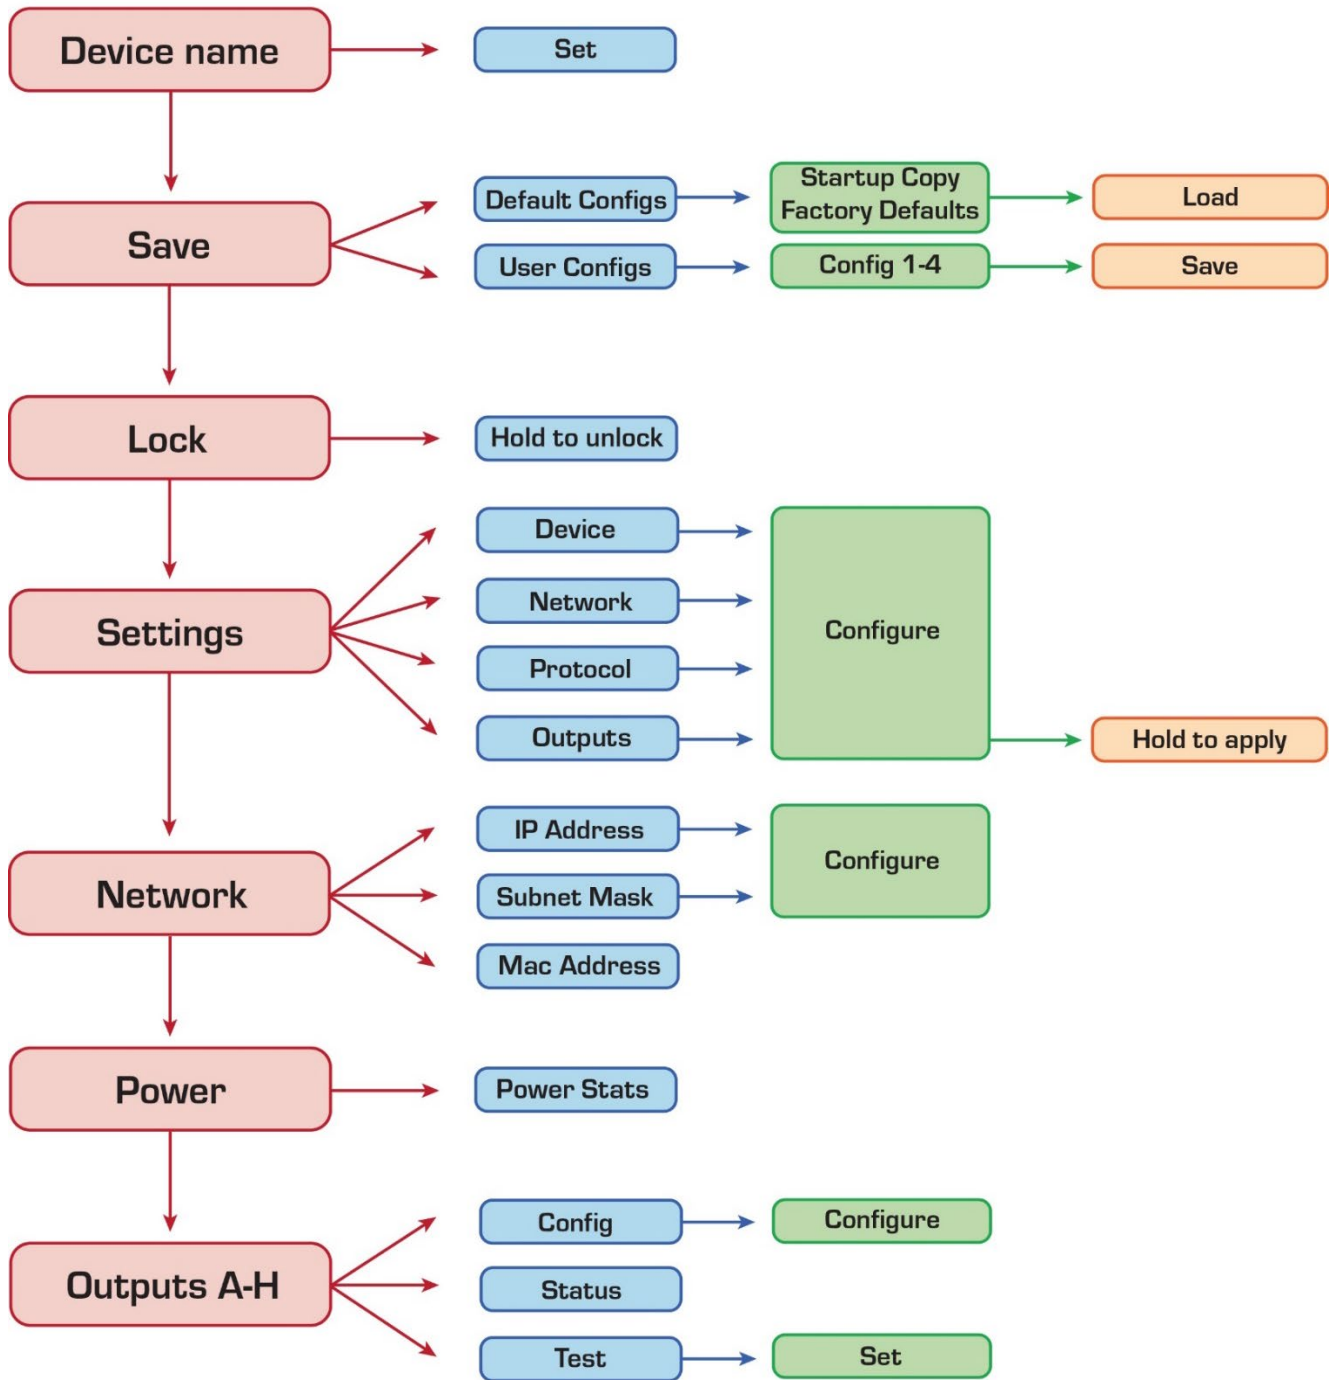 Device name
Set
Save
Default Configs
Startup Copy
Factory Defaults
Load
User Configs
Config 1-4
Save
Lock
Hold to unlock
Settings
Device
Network
Protocol
Outputs
Configure
Hold to apply
Network
IP Address
Subnet Mask
Mac Address
Configure
Power
Power Stats
Outputs A-H
Config
Configure
Status
Test
Set